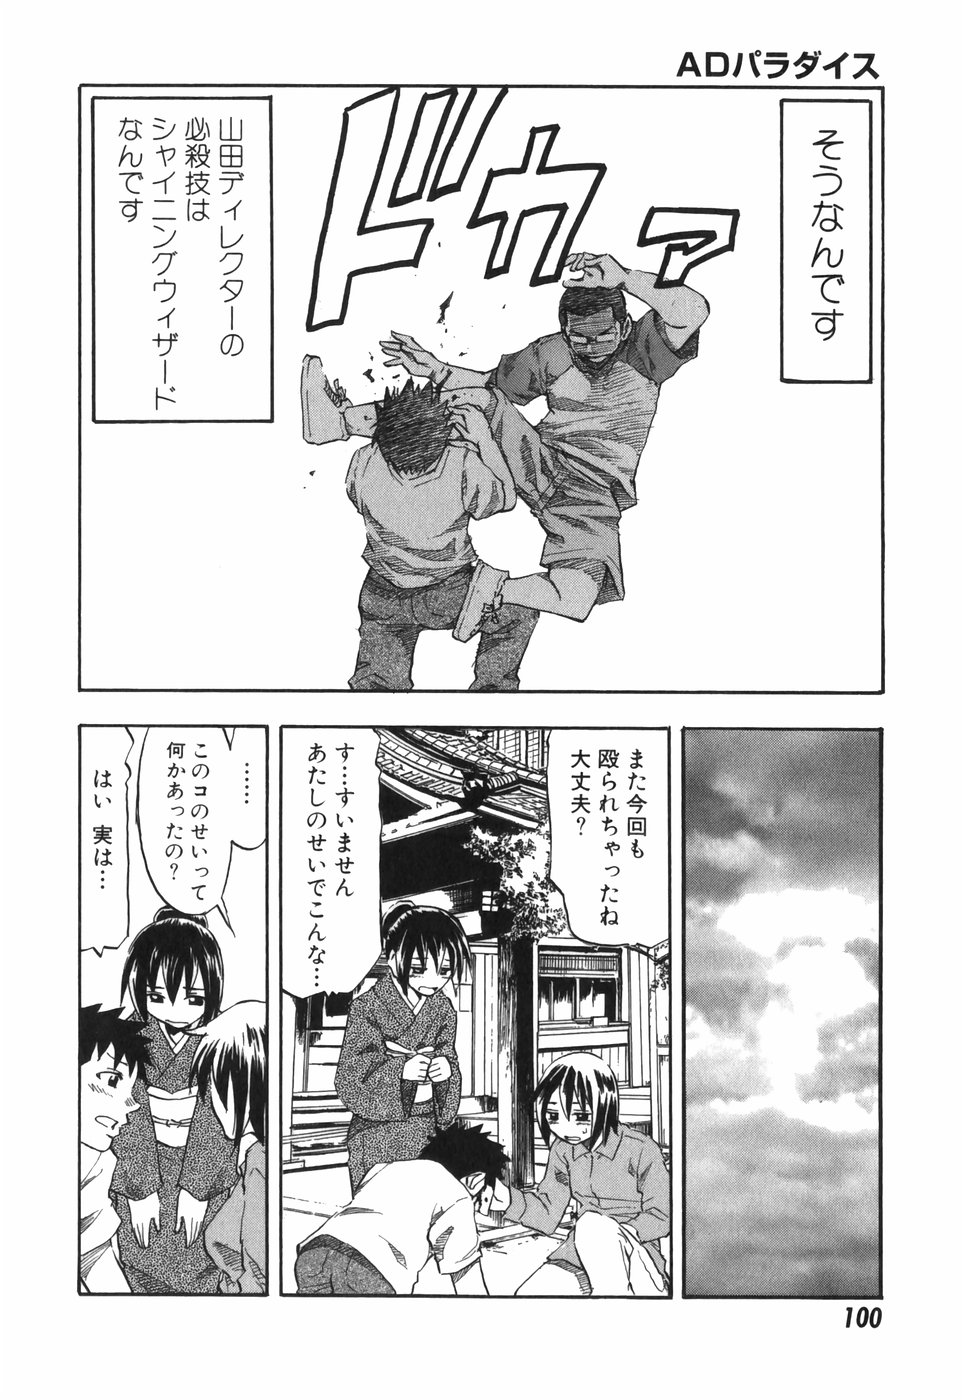 ADパラダイス
そうなんです
ドカァ
山田ディレクターの
必殺技は
シャイニングウィザード
なんです
また今回も
殴られちゃったね
大丈夫?
す…すいません
あたしのせいでこんな…
……
このコのせいって
何かあったの?
はい 実は…
100